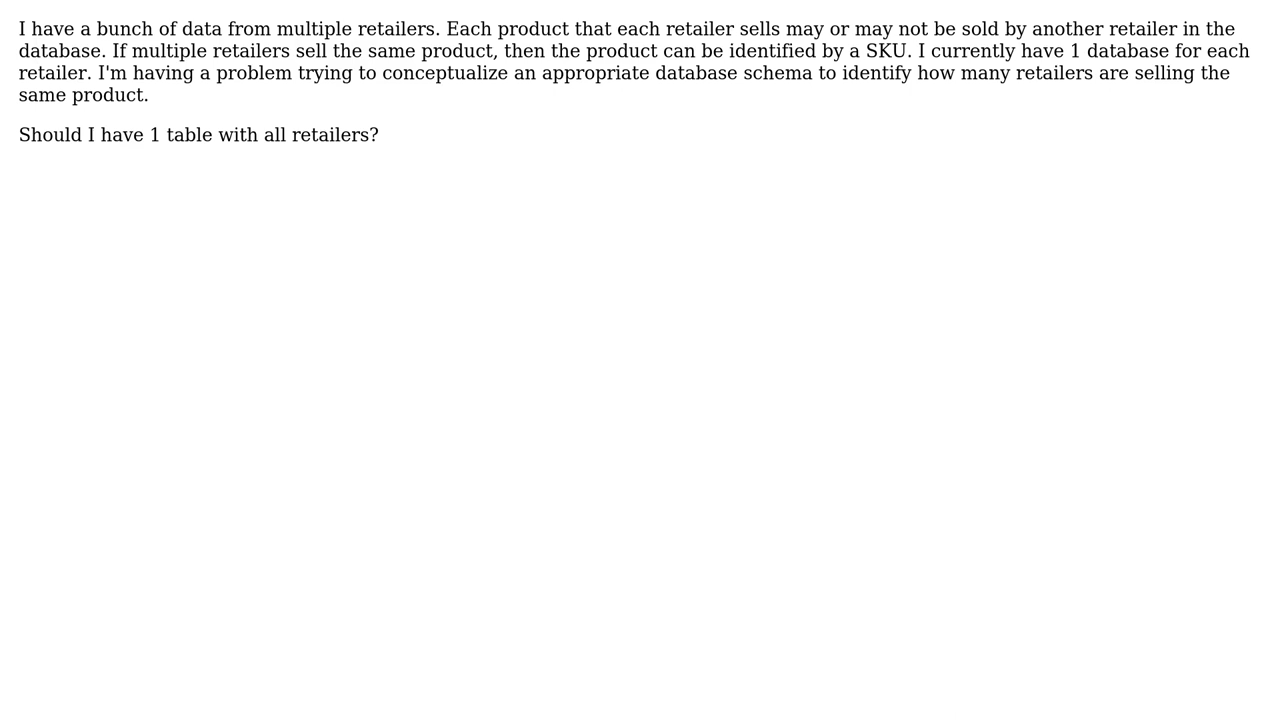 I have a bunch of data from multiple retailers. Each product that each retailer sells may or may not be sold by another retailer in the
database. If multiple retailers sell the same product, then the product can be identified by a SKU. I currently have 1 database for each
retailer. I'm having a problem trying to conceptualize an appropriate database schema to identify how many retailers are selling the
same product.
Should I have 1 table with all retailers?